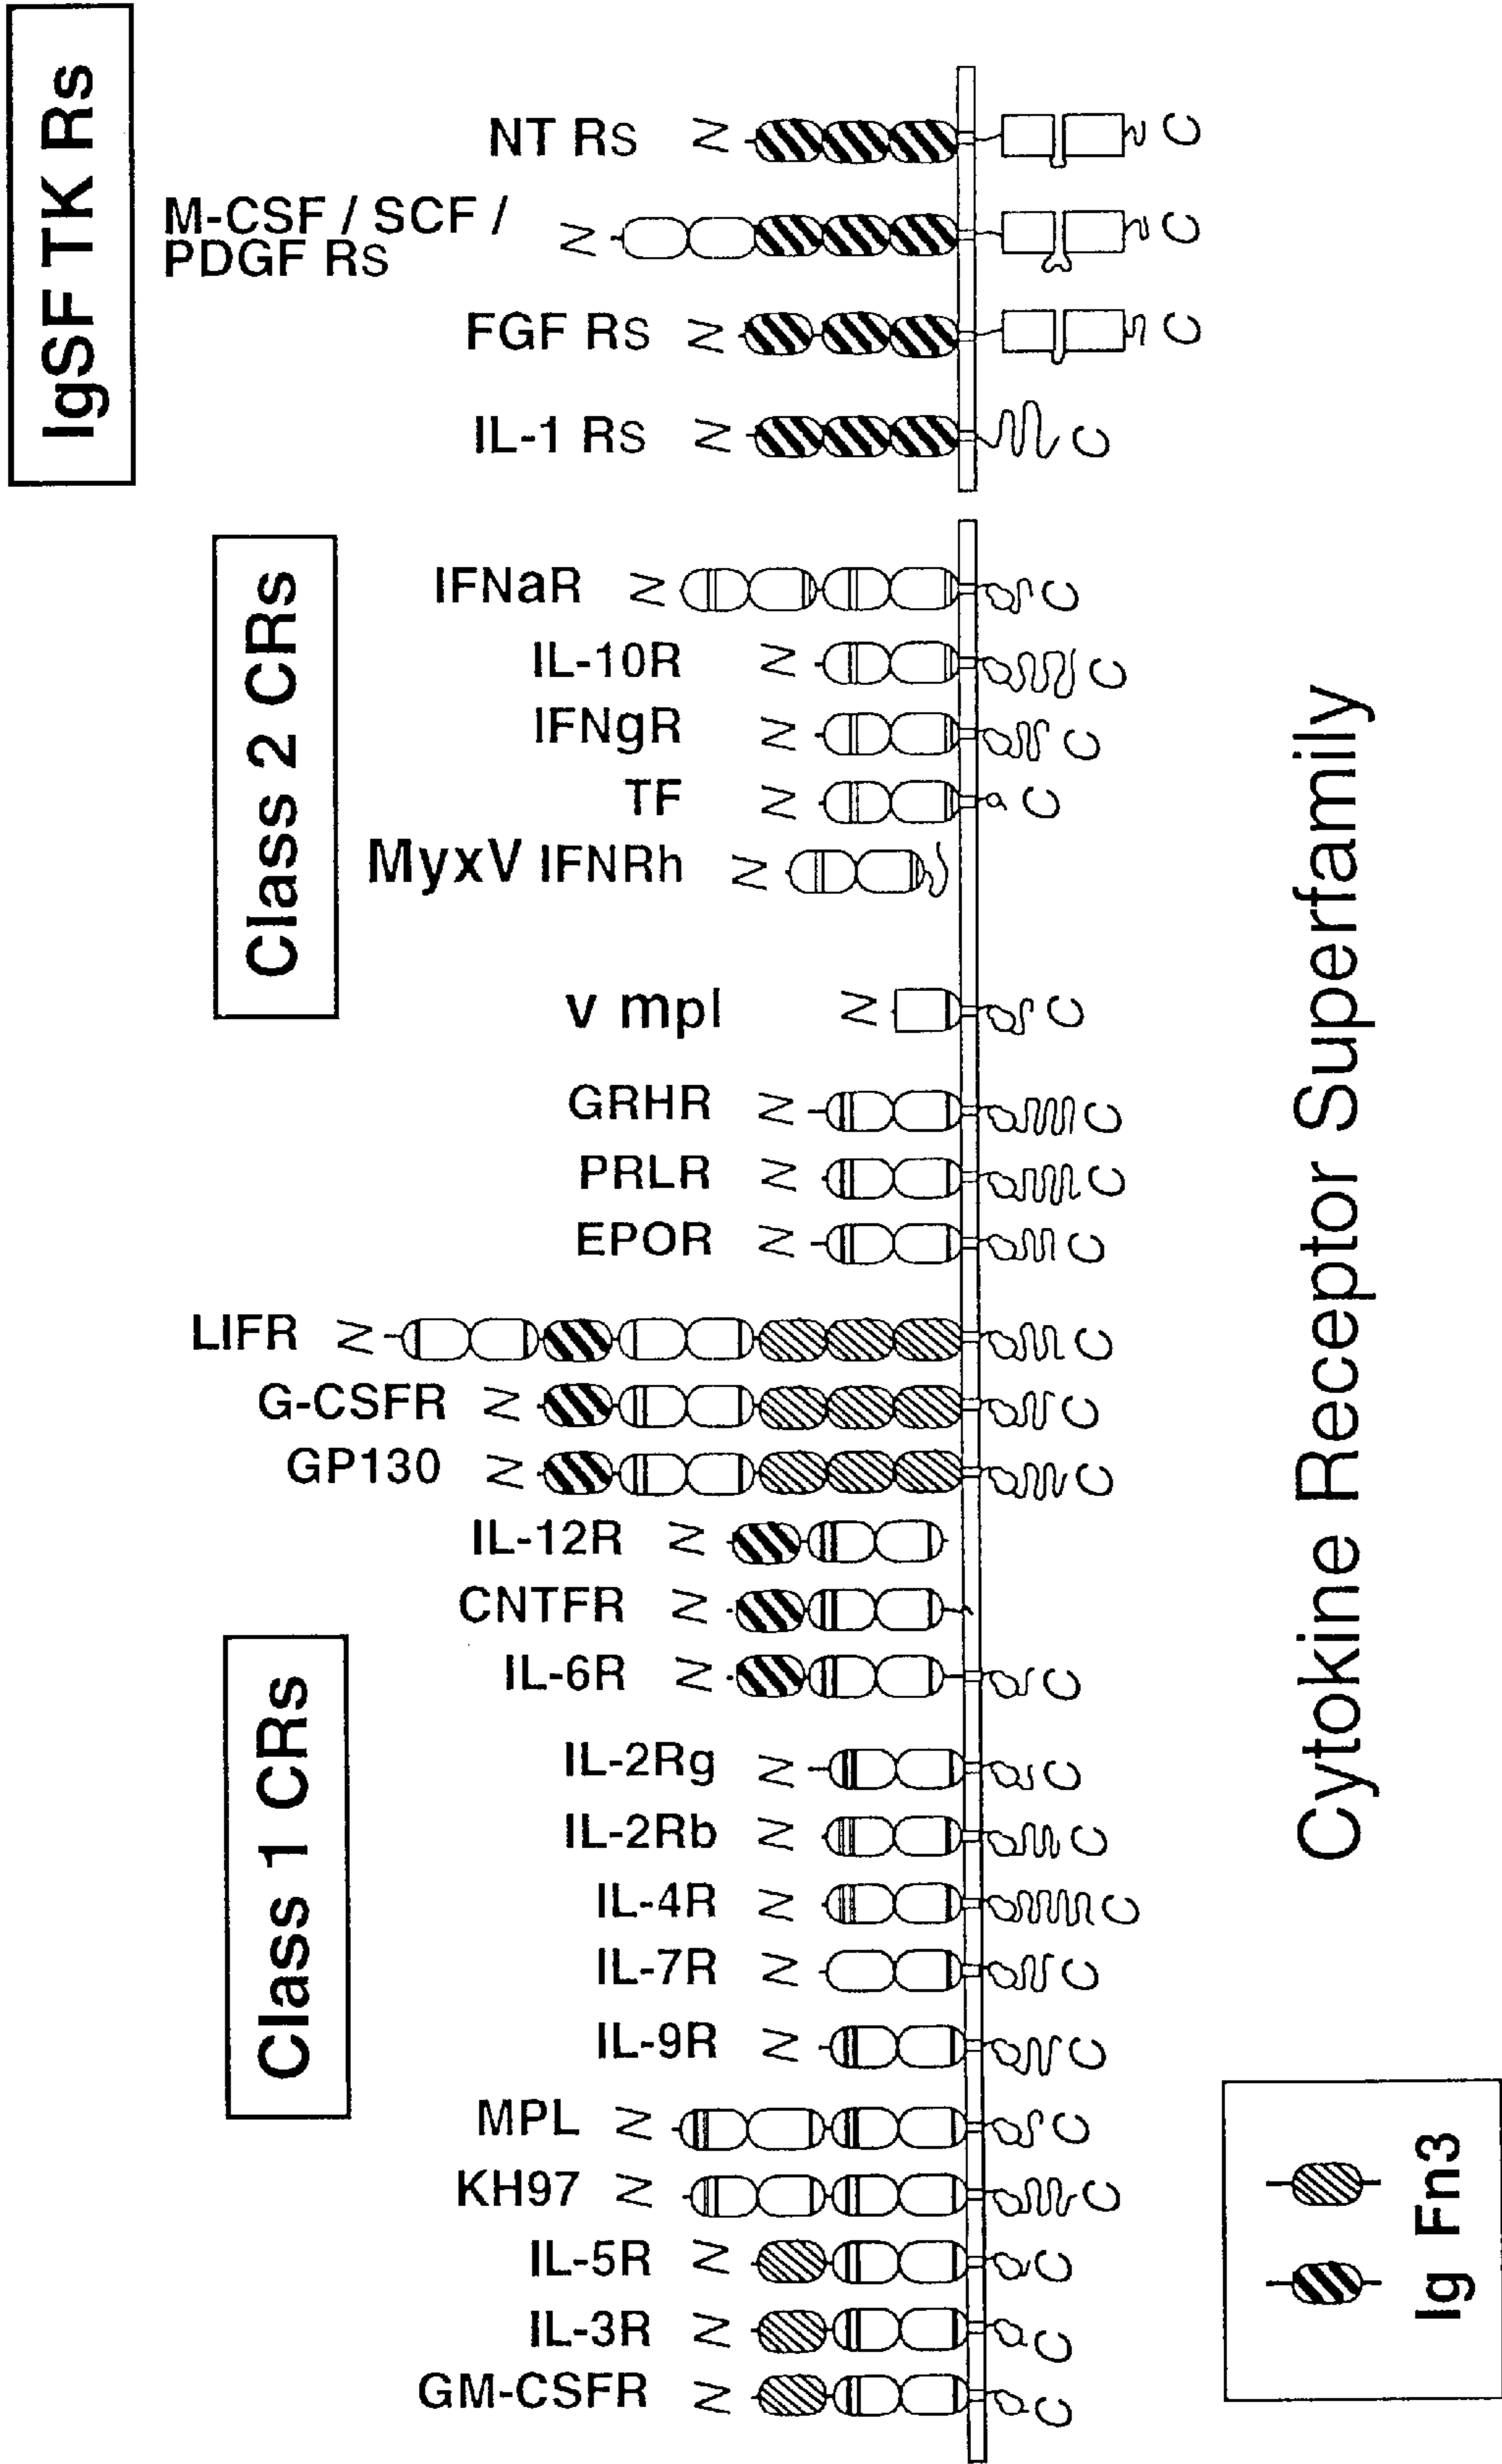 IgSF TK Rs
NT Rs
N
C
M-CSF / SCF /
PDGF Rs
N
C
FGF Rs
N
C
IL-1 Rs
N
C
Class 2 CRs
IFNaR
N
C
IL-10R
N
C
IFNgR
N
C
TF
N
C
MyxV IFNRh
N
v mpl
N
C
GRHR
N
C
PRLR
N
C
EPOR
N
C
LIFR
N
C
G-CSFR
N
C
GP130
N
C
IL-12R
N
CNTFR
N
IL-6R
N
C
Class 1 CRs
IL-2Rg
N
C
IL-2Rb
N
C
IL-4R
N
C
IL-7R
N
C
IL-9R
N
C
MPL
N
C
KH97
N
C
IL-5R
N
C
IL-3R
N
C
GM-CSFR
N
C
Cytokine Receptor Superfamily
Ig Fn3